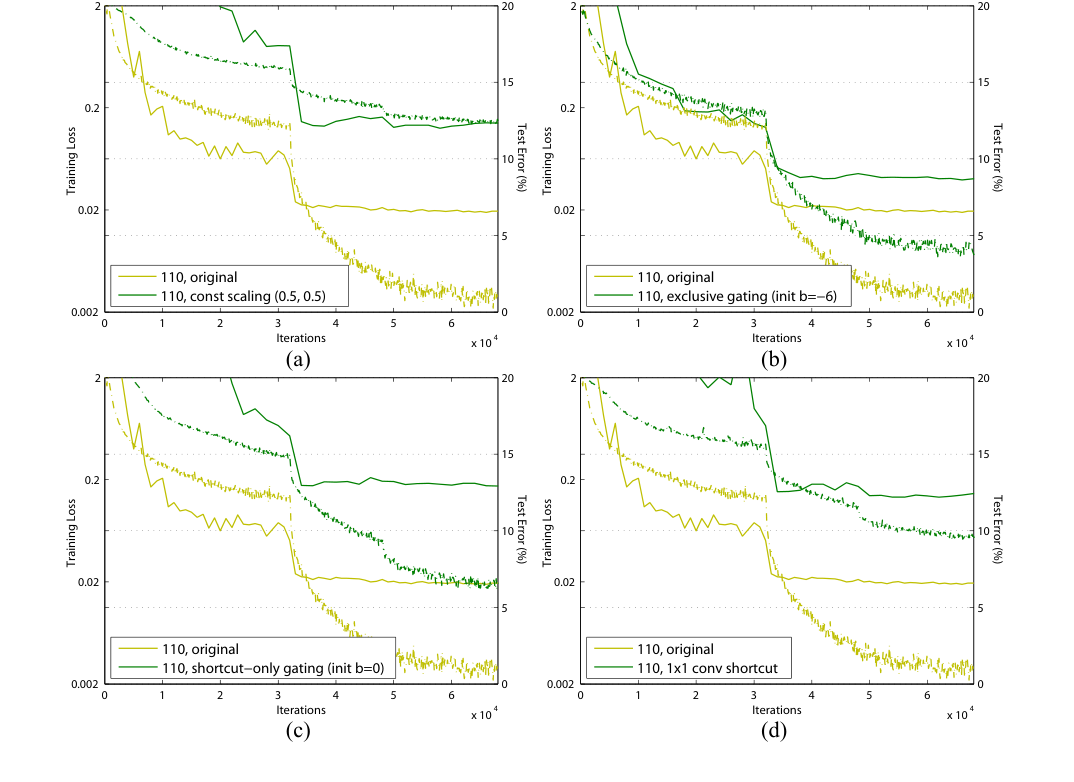 2
20
15
0.2
10
0.02
5
0.002
0
Training Loss
Test Error (%)
110, original
110, const scaling (0.5, 0.5)
0 1 2 3 4 5 6
Iterations
x 10 4
(a)
2
20
15
0.2
10
0.02
5
0.002
0
Training Loss
Test Error (%)
110, original
110, exclusive gating (init b=−6)
0 1 2 3 4 5 6
Iterations
x 10 4
(b)
2
20
15
0.2
10
0.02
5
0.002
0
Training Loss
Test Error (%)
110, original
110, shortcut−only gating (init b=0)
0 1 2 3 4 5 6
Iterations
x 10 4
(c)
2
20
15
0.2
10
0.02
5
0.002
0
Training Loss
Test Error (%)
110, original
110, 1x1 conv shortcut
1 2 3 4 5 6
Iterations
x 10 4
(d)